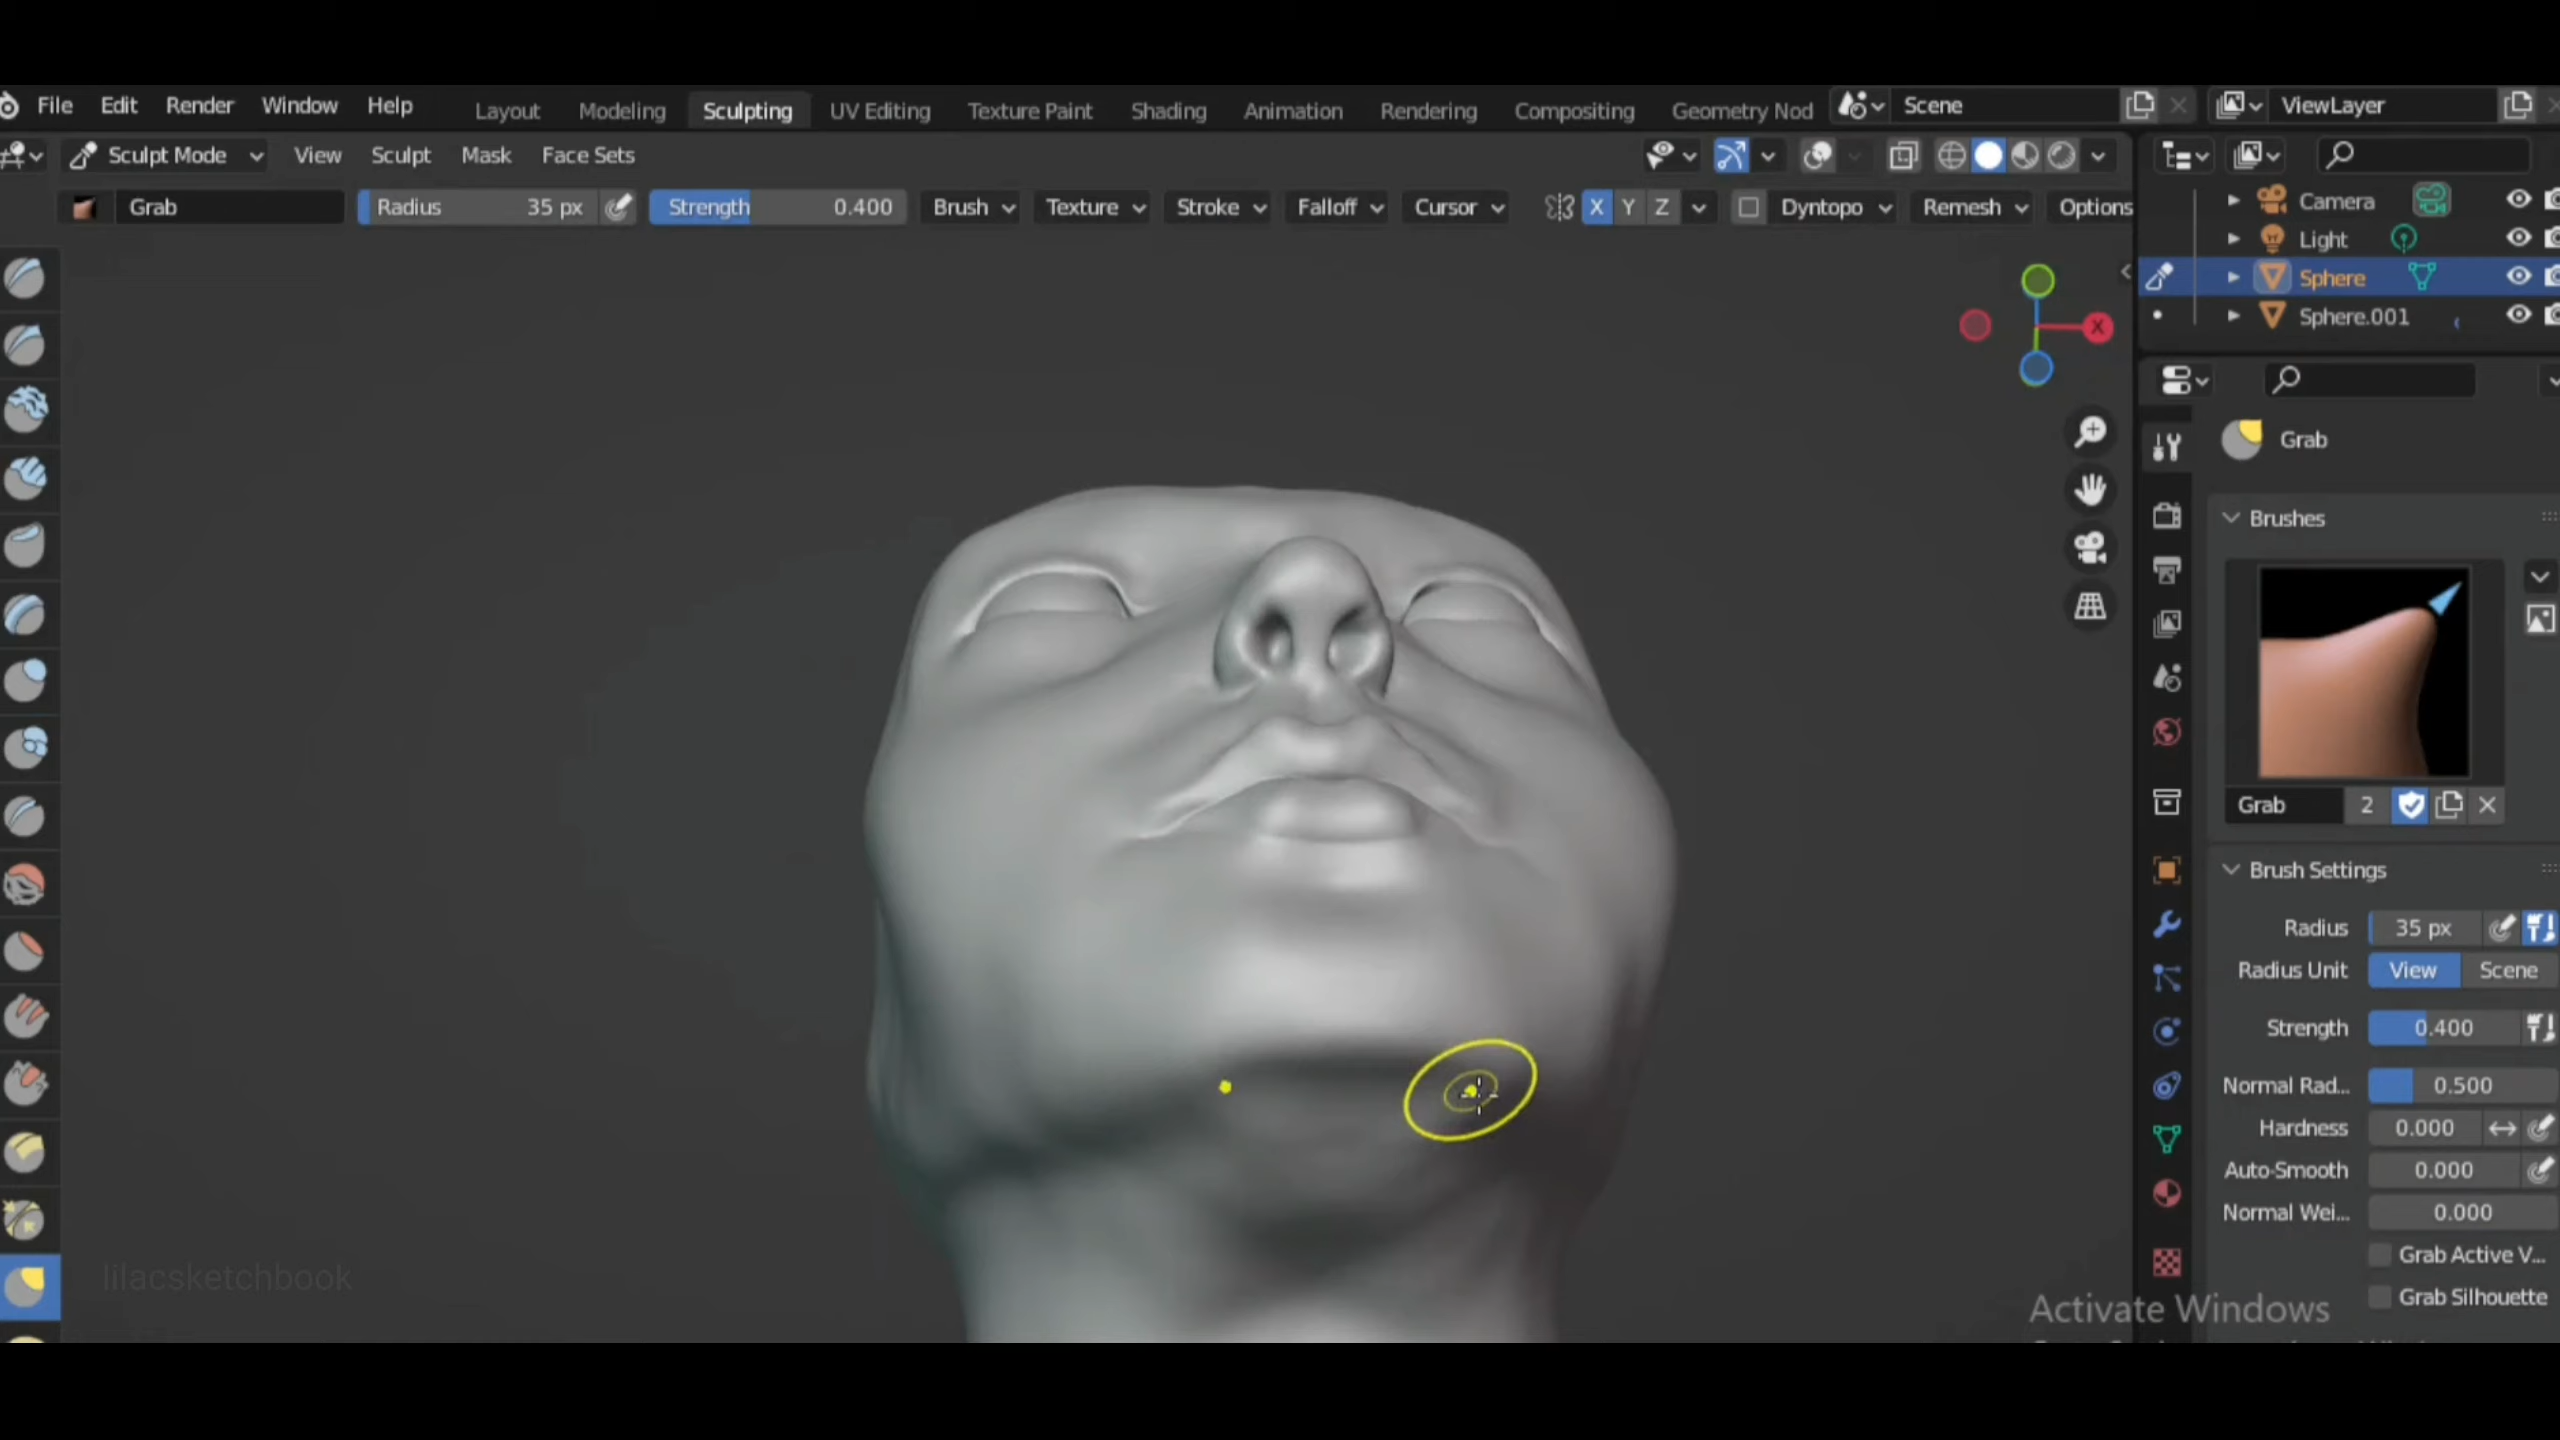 File Edit Render Window Help Layout Modeling Sculpting UV Editing Texture Paint Shading Animation Rendering Compositing Geometry Nod Scene ViewLayer
Sculpt Mode View Sculpt Mask Face Sets
Grab Radius 35 px Strength 0.400 Brush Texture Stroke Falloff Cursor X Y Z Dyntopo Remesh Options
Camera
Light
Sphere
Sphere.001
X
Grab
Brushes
Grab 2
Brush Settings
Radius 35 px
Radius Unit View Scene
Strength 0.400
Normal Rad... 0.500
Hardness 0.000
Auto-Smooth 0.000
Normal Wei... 0.000
Grab Active V...
Grab Silhouette
lilacsketchbook
Activate Windows